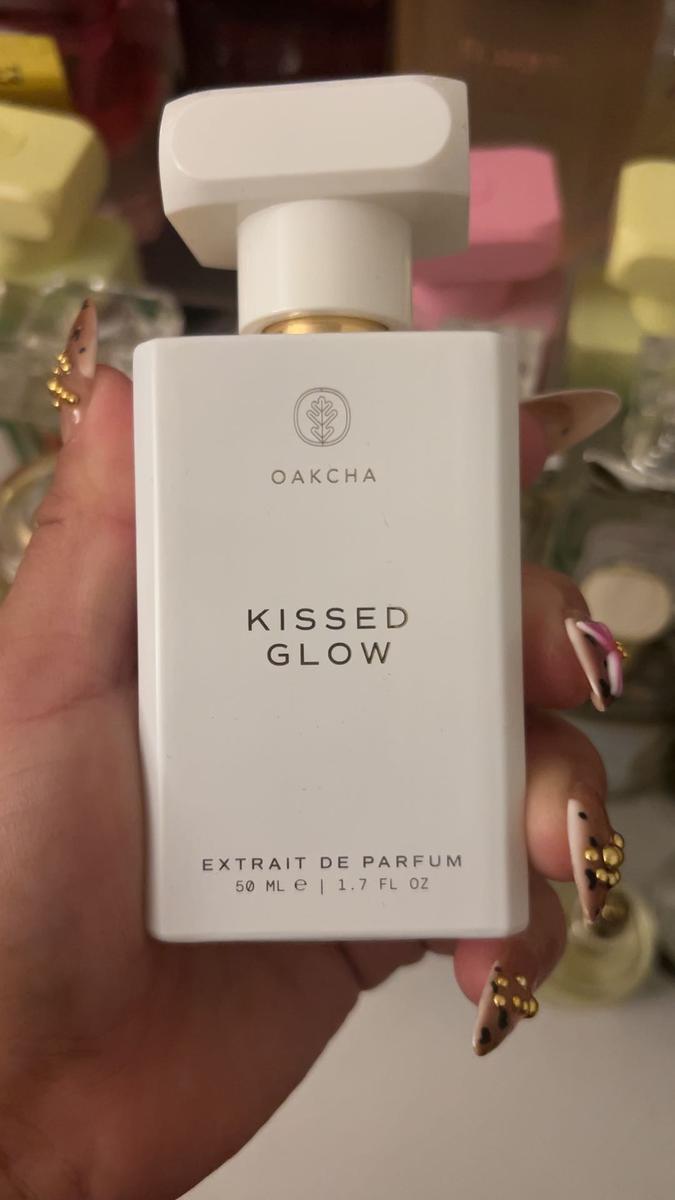 OAKCHA
KISSED
GLOW
EXTRAIT DE PARFUM
50 ML ℮ | 1.7 FL OZ